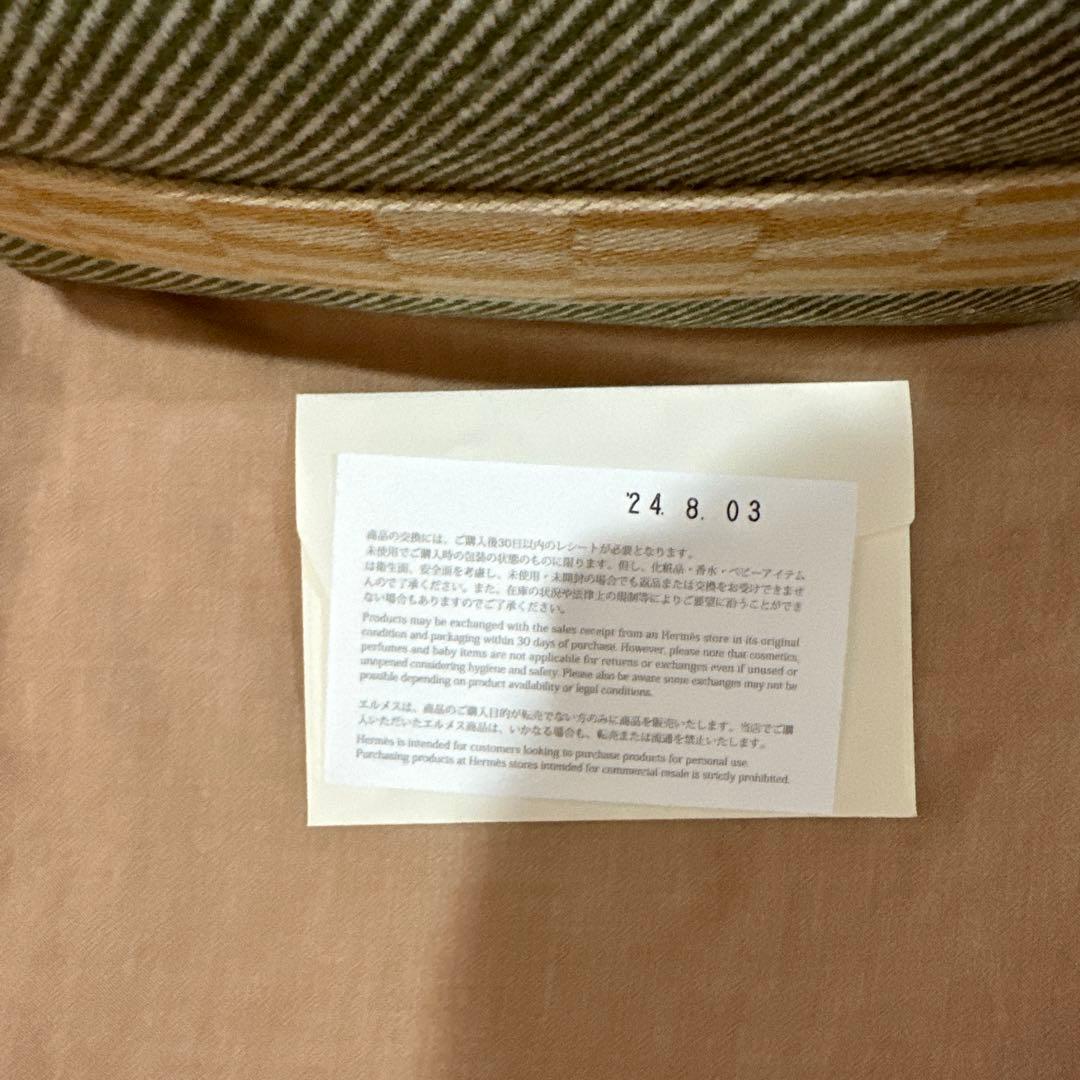 '24. 8. 03
商品の交換には、ご購入後30日以内のレシートが必要となります。
未使用でご購入時の包装の状態のものに限ります。但し、化粧品・香水・ベビーアイテム
は衛生面、安全面を考慮し、未使用・未開封の場合でも返品または交換をお受けできませ
んので了承ください。また、在庫の状況や法律上の規制等によりご要望に沿うことができ
ない場合もありますのでご了承ください。
Products may be exchanged with the sales receipt from an Hermès store in its original
condition and packaging within 30 days of purchase. However, please note that cosmetics,
perfumes and baby items are not applicable for returns or exchanges even if unused or
unopened considering hygiene and safety. Please also be aware some exchanges may not be
possible depending on product availability or legal conditions.
エルメスは、商品のご購入目的が転売でない方のみに商品を販売いたします。当店でご購
入いただいたエルメス商品は、いかなる場合も、転売または流通を禁止いたします。
Hermès is intended for customers looking to purchase products for personal use.
Purchasing products at Hermès stores intended for commercial resale is strictly prohibited.